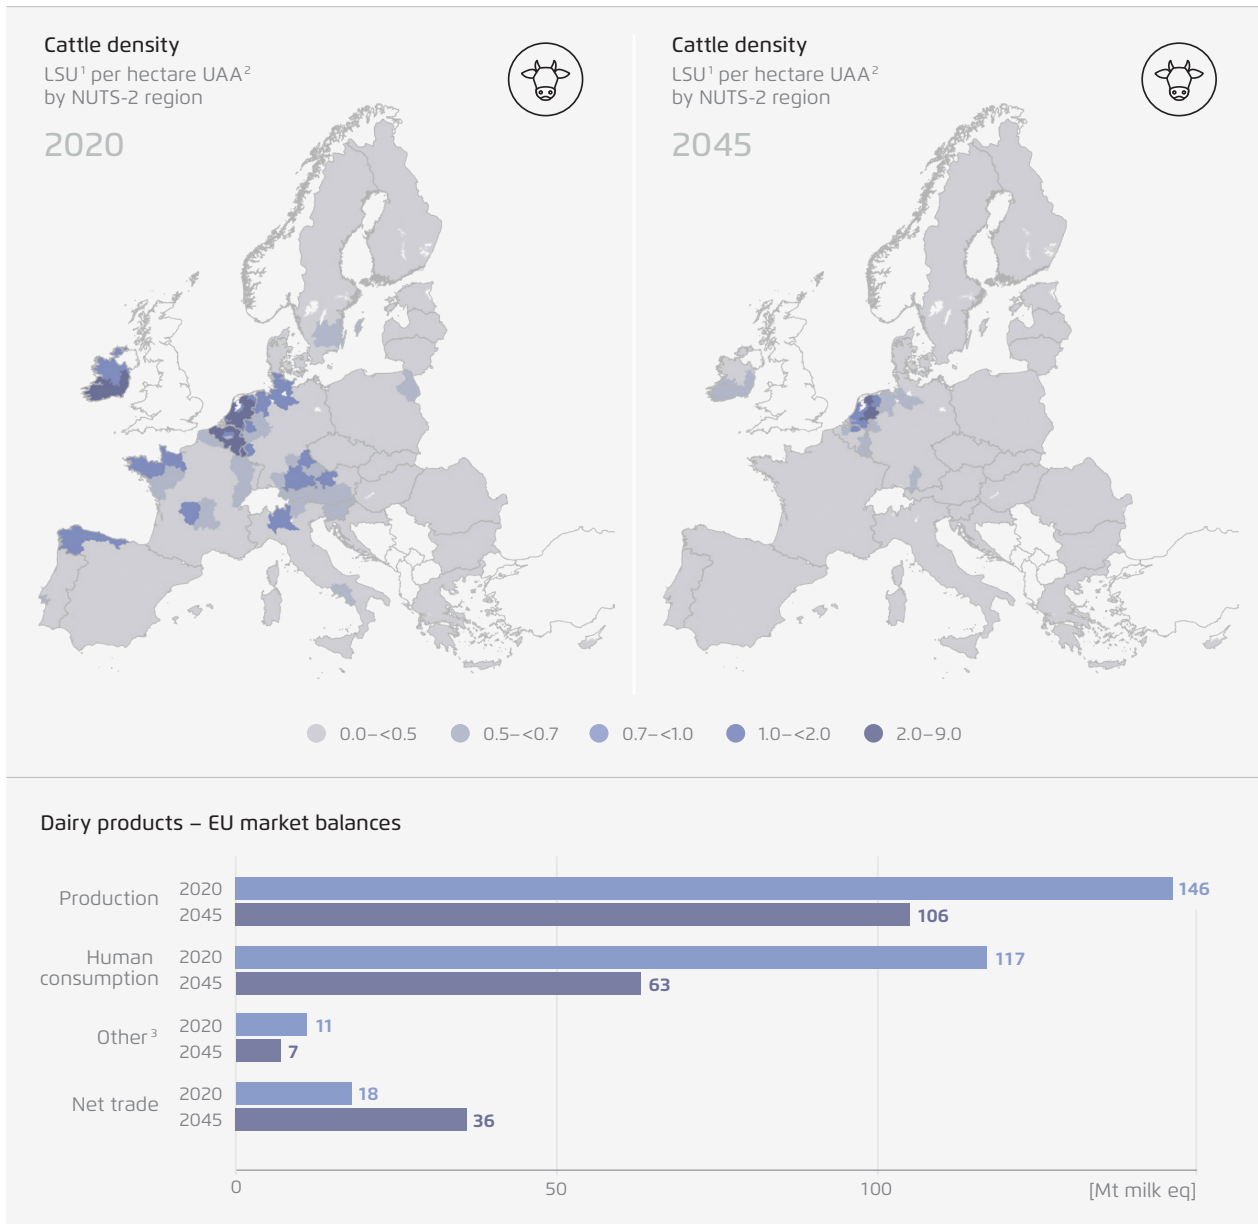 Cattle density
LSU¹ per hectare UAA²
by NUTS-2 region
2020
Cattle density
LSU¹ per hectare UAA²
by NUTS-2 region
2045
0.0–<0.5
0.5–<0.7
0.7–<1.0
1.0–<2.0
2.0–9.0
Dairy products – EU market balances
Production
2020
146
2045
106
Human
consumption
2020
117
2045
63
Other³
2020
11
2045
7
Net trade
2020
18
2045
36
0
50
100
[Mt milk eq]